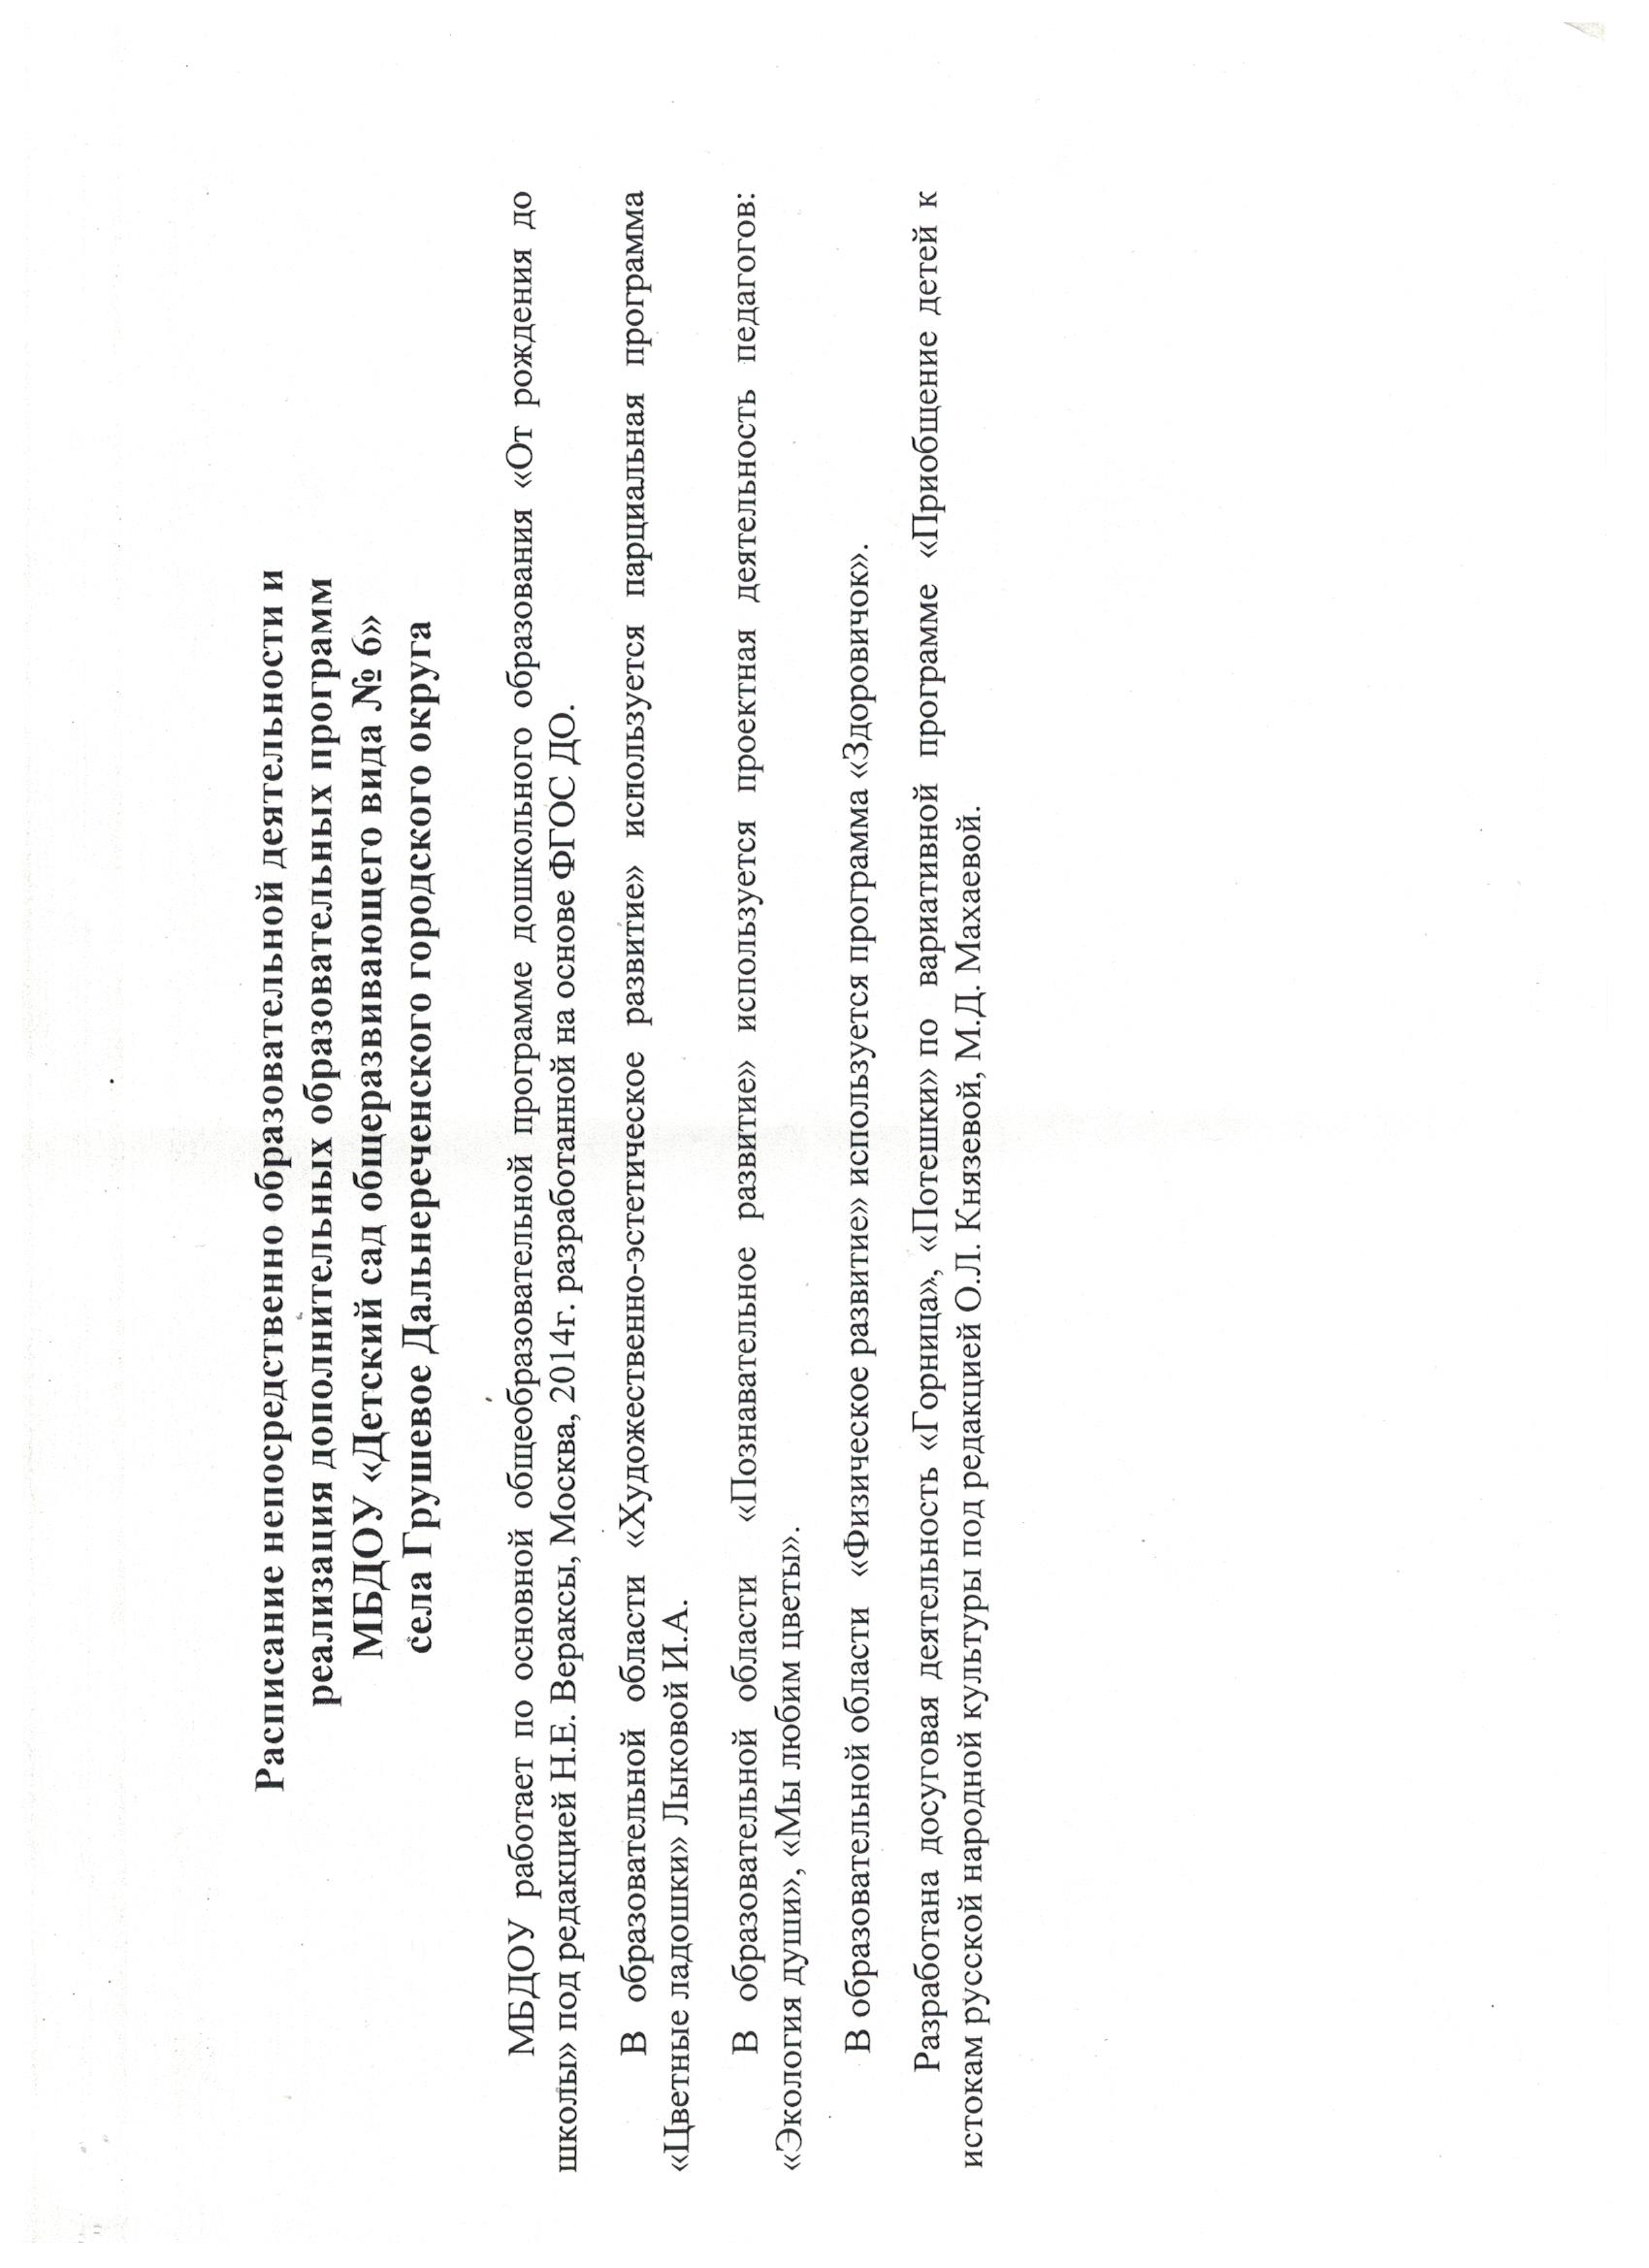 Расписание непосредственно образовательной деятельности и
реализация дополнительных образовательных программ
МБДОУ «Детский сад общеразвивающего вида № 6»
села Грушевое Дальнереченского городского округа
МБДОУ работает по основной общеобразовательной программе дошкольного образования «От рождения до
школы» под редакцией Н.Е. Вераксы, Москва, 2014г. разработанной на основе ФГОС ДО.
В образовательной области «Художественно-эстетическое развитие» используется парциальная программа
«Цветные ладошки» Лыковой И.А.
В образовательной области «Познавательное развитие» используется проектная деятельность педагогов:
«Экология души», «Мы любим цветы».
В образовательной области «Физическое развитие» используется программа «Здоровичок».
Разработана досуговая деятельность «Горница», «Потешки» по вариативной программе «Приобщение детей к
истокам русской народной культуры под редакцией О.Л. Князевой, М.Д. Махаевой.